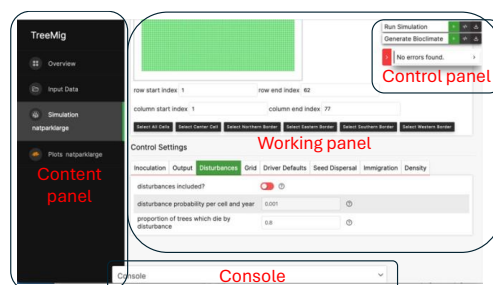 TreeMig
Overview
Input Data
Simulation
natparklarge
Plots natparklarge
Content
panel
Run Simulation
Generate Bioclimate
No errors found.
Control panel
row start index 1
row end index 62
column start index 1
column end index 77
Select All Cells Select Center Cell Select Northern Border Select Eastern Border Select Southern Border Select Western Border
Working panel
Control Settings
Inoculation Output Disturbances Grid Driver Defaults Seed Dispersal Immigration Density
disturbances included?
disturbance probability per cell and year 0.001
proportion of trees which die by
disturbance 0.8
Console
Console